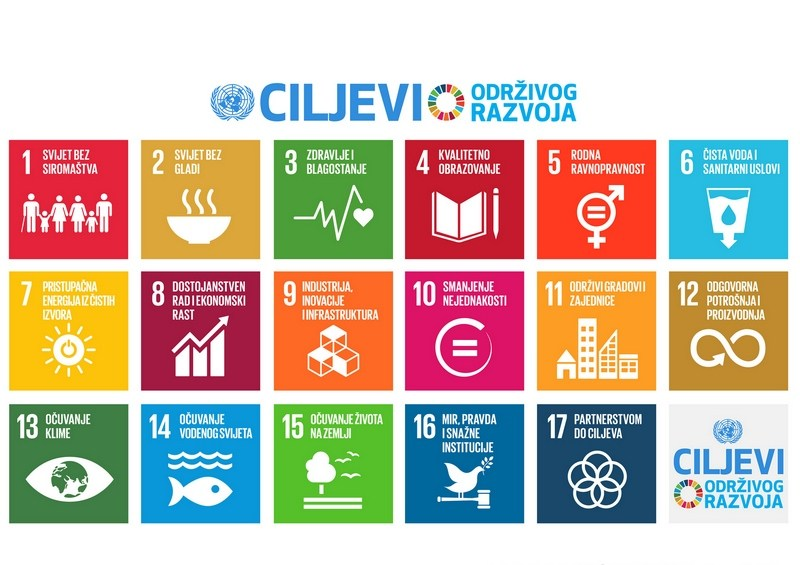 CILJEVI
ODRŽIVOG
RAZVOJA
1 SVIJET BEZ
SIROMAŠTVA
2 SVIJET BEZ
GLADI
3 ZDRAVLJE I
BLAGOSTANJE
4 KVALITETNO
OBRAZOVANJE
5 RODNA
RAVNOPRAVNOST
6 ČISTA VODA I
SANITARNI USLOVI
7 PRISTUPAČNA
ENERGIJA IZ ČISTIH
IZVORA
8 DOSTOJANSTVEN
RAD I EKONOMSKI
RAST
9 INDUSTRIJA,
INOVACIJE
I INFRASTRUKTURA
10 SMANJENJE
NEJEDNAKOSTI
11 ODRŽIVI GRADOVI I
ZAJEDNICE
12 ODGOVORNA
POTROŠNJA I
PROIZVODNJA
13 OČUVANJE
KLIME
14 OČUVANJE
VODENOG SVIJETA
15 OČUVANJE ŽIVOTA
NA ZEMLJI
16 MIR, PRAVDA
I SNAŽNE
INSTITUCIJE
17 PARTNERSTVOM
DO CILJEVA
CILJEVI
ODRŽIVOG
RAZVOJA